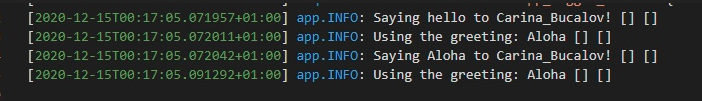 [2020-12-15T00:17:05.071957+01:00] app.INFO: Saying hello to Carina_Bucalov! [] []
[2020-12-15T00:17:05.072011+01:00] app.INFO: Using the greeting: Aloha [] []
[2020-12-15T00:17:05.072042+01:00] app.INFO: Saying Aloha to Carina_Bucalov! [] []
[2020-12-15T00:17:05.091292+01:00] app.INFO: Using the greeting: Aloha [] []